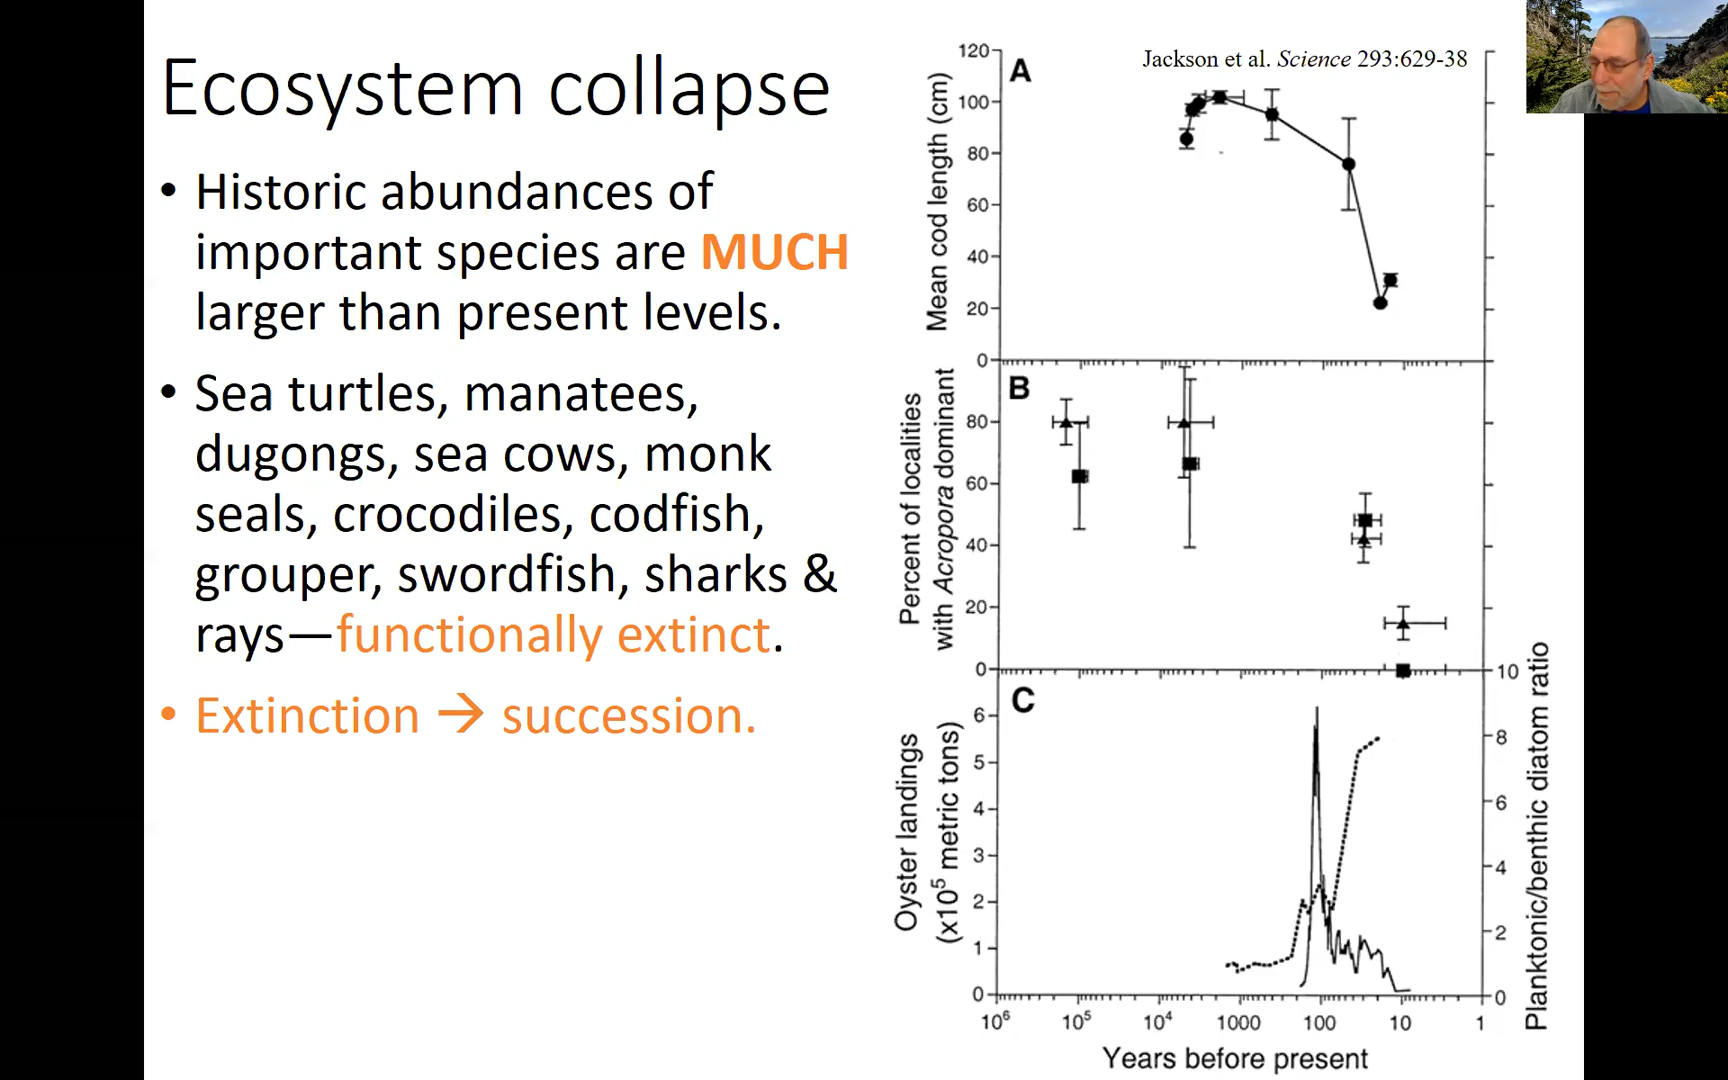 Ecosystem collapse
• Historic abundances of
important species are MUCH
larger than present levels.
• Sea turtles, manatees,
dugongs, sea cows, monk
seals, crocodiles, codfish,
grouper, swordfish, sharks &
rays—functionally extinct.
• Extinction → succession.
Jackson et al. Science 293:629-38
A
Mean cod length (cm)
120
100
80
60
40
20
0
B
Percent of localities
with Acropora dominant
80
60
40
20
0
C
Oyster landings
(x10⁵ metric tons)
6
5
4
3
2
1
0
Planktonic/benthic diatom ratio
10
8
6
4
2
0
10⁶ 10⁵ 10⁴ 1000 100 10 1
Years before present